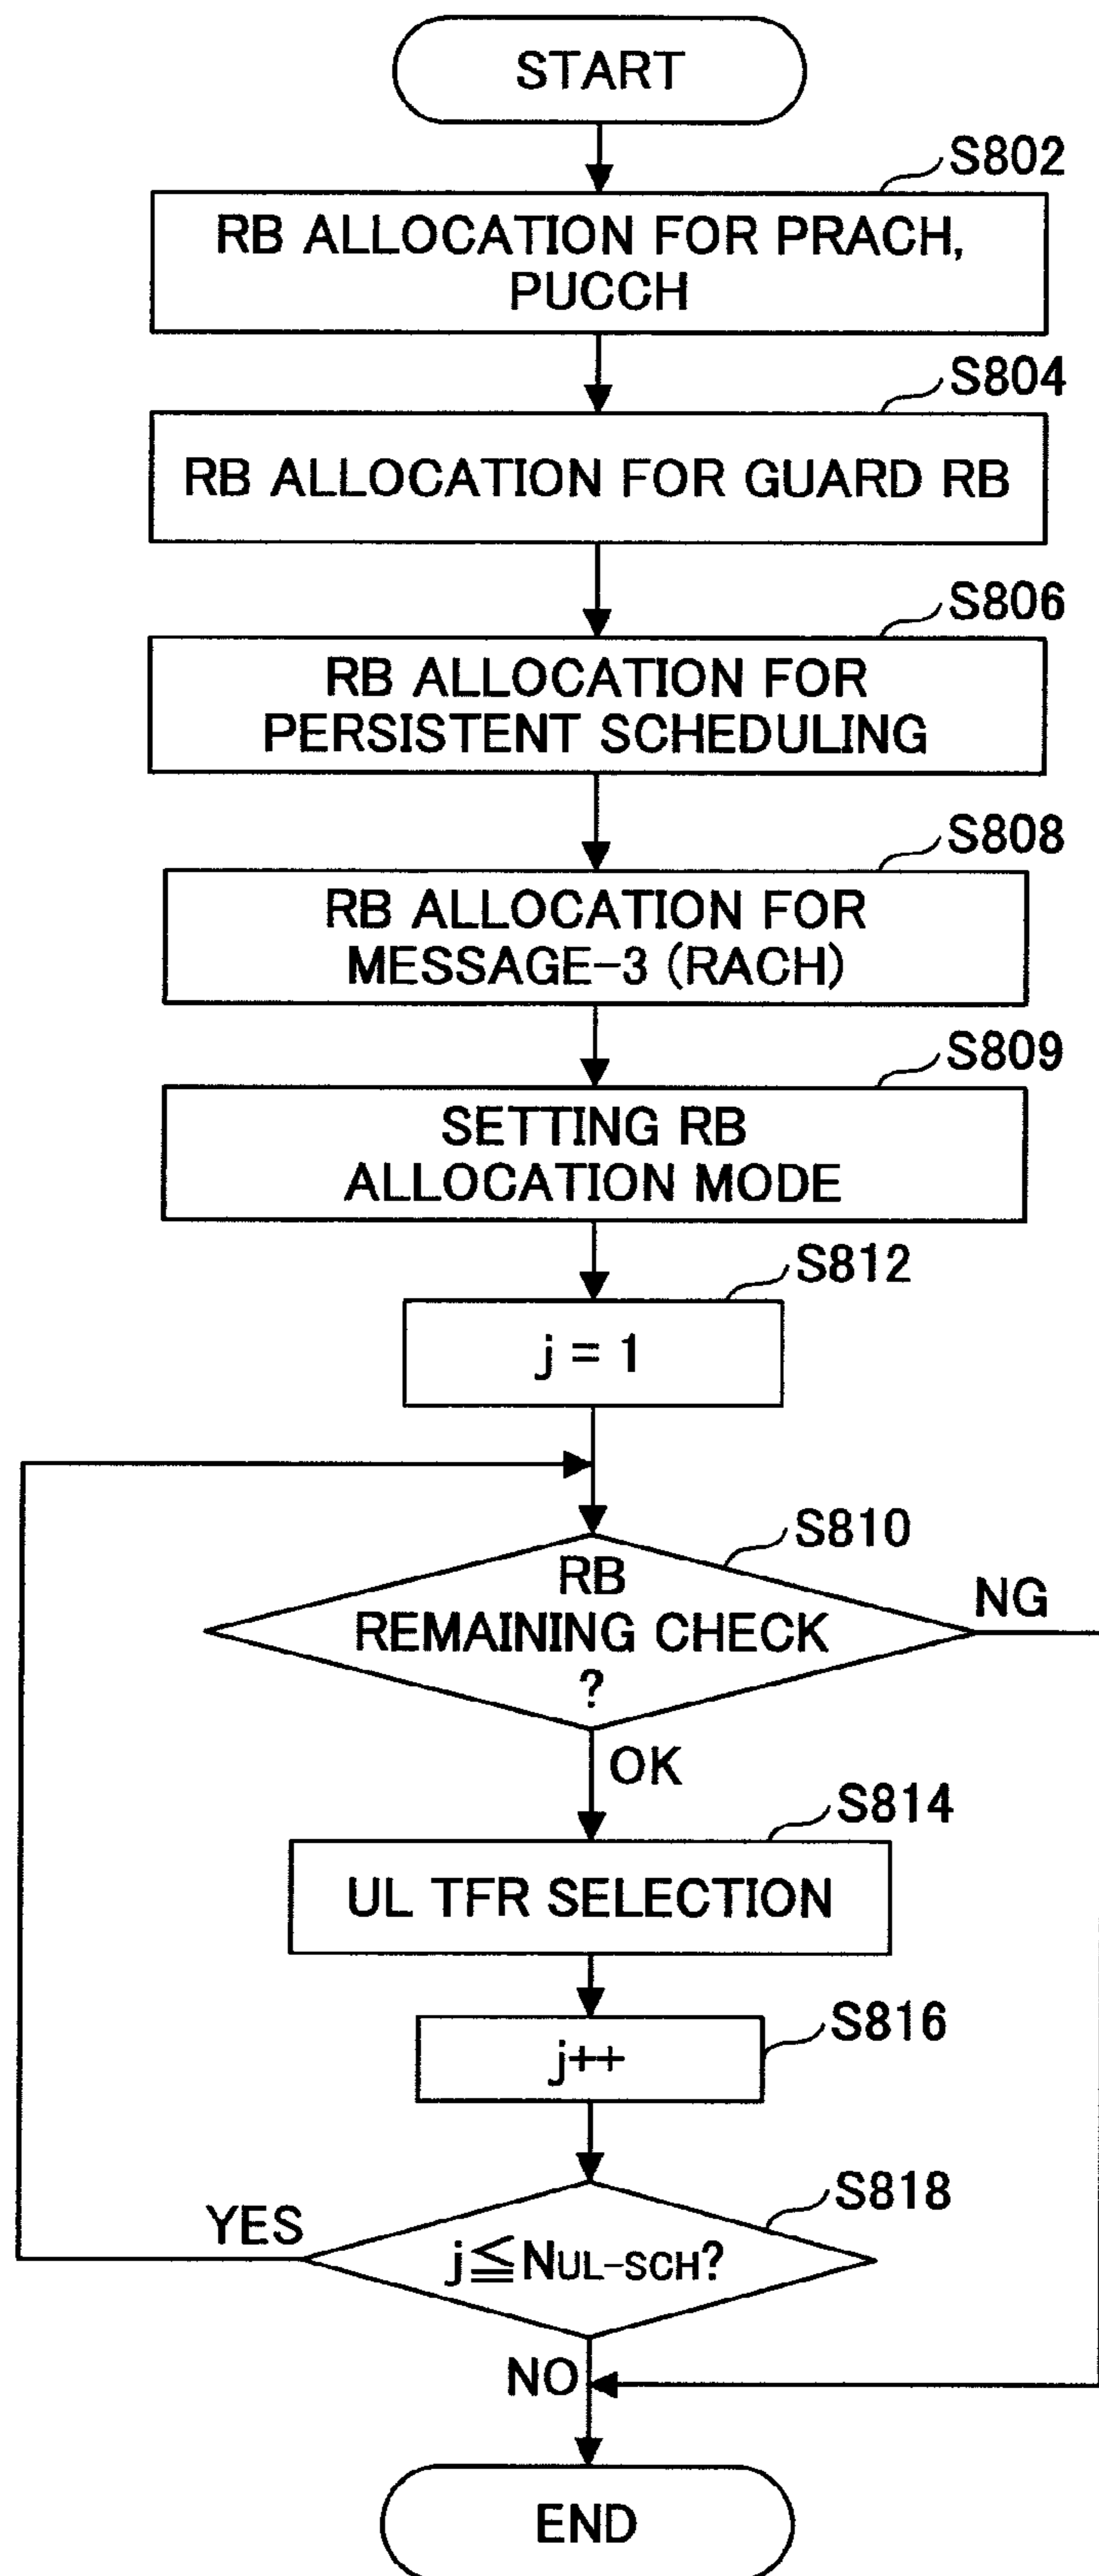 START
S802
RB ALLOCATION FOR PRACH,
PUCCH
S804
RB ALLOCATION FOR GUARD RB
S806
RB ALLOCATION FOR
PERSISTENT SCHEDULING
S808
RB ALLOCATION FOR
MESSAGE-3 (RACH)
S809
SETTING RB
ALLOCATION MODE
S812
j = 1
S810
RB
REMAINING CHECK
?
NG
OK
S814
UL TFR SELECTION
S816
j++
S818
YES
j≦NUL-SCH?
NO
END